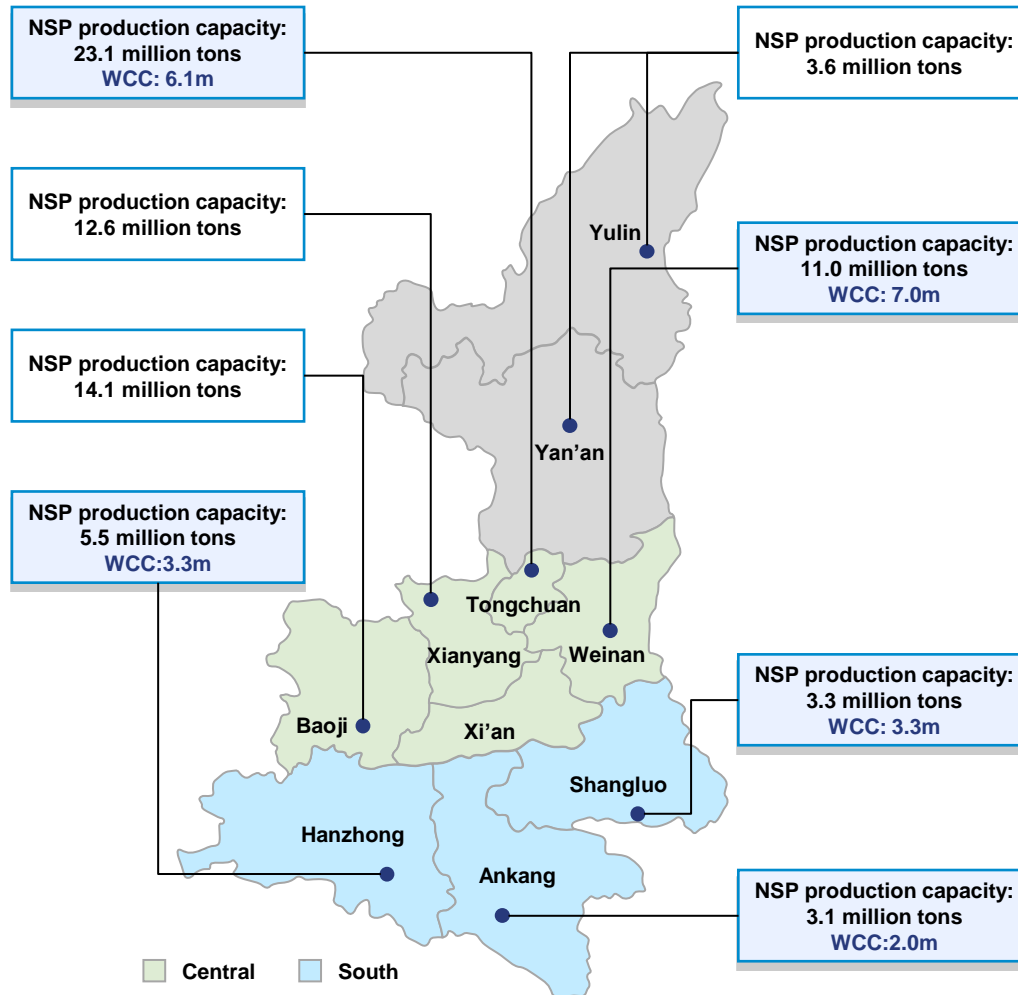 NSP production capacity:
23.1 million tons
WCC: 6.1m
NSP production capacity:
3.6 million tons
NSP production capacity:
12.6 million tons
Yulin
NSP production capacity:
11.0 million tons
WCC: 7.0m
NSP production capacity:
14.1 million tons
Yan’an
NSP production capacity:
5.5 million tons
WCC:3.3m
Tongchuan
Xianyang
Weinan
NSP production capacity:
3.3 million tons
WCC: 3.3m
Baoji
Xi’an
Shangluo
Hanzhong
Ankang
NSP production capacity:
3.1 million tons
WCC:2.0m
Central
South